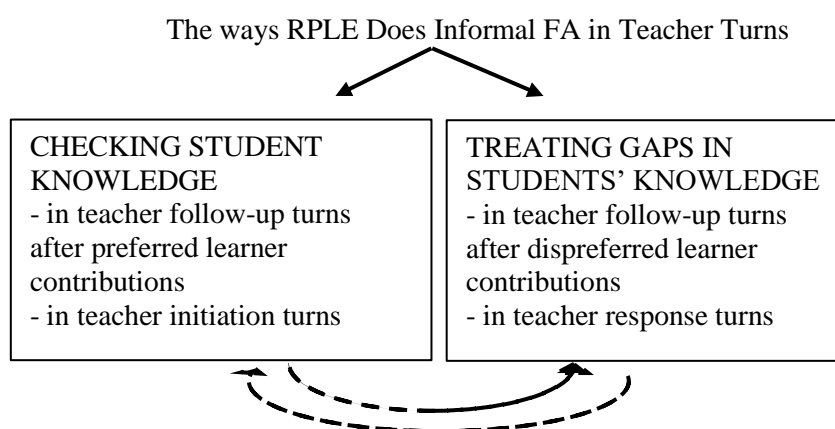 The ways RPLE Does Informal FA in Teacher Turns
CHECKING STUDENT
KNOWLEDGE
- in teacher follow-up turns
after preferred learner
contributions
- in teacher initiation turns
TREATING GAPS IN
STUDENTS’ KNOWLEDGE
- in teacher follow-up turns
after dispreferred learner
contributions
- in teacher response turns